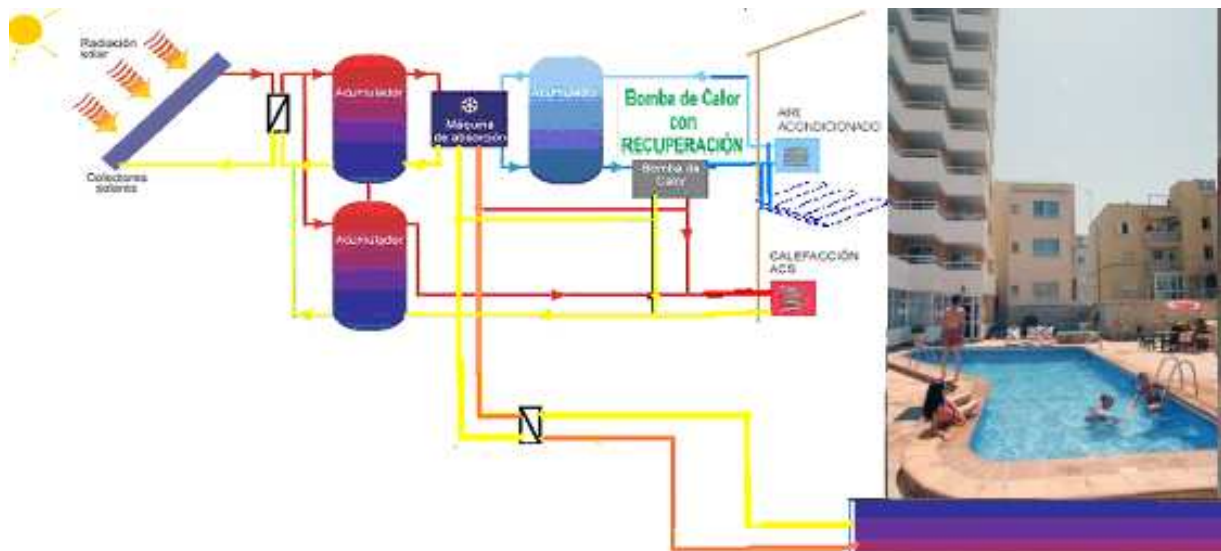 Radiación
solar
Colectores
solares
Acumulador
Acumulador
Máquina
de absorción
Acumulador
Bomba de Calor
con
RECUPERACIÓN
Bomba de
Calor
AIRE
ACONDICIONADO
CALEFACCIÓN
ACS